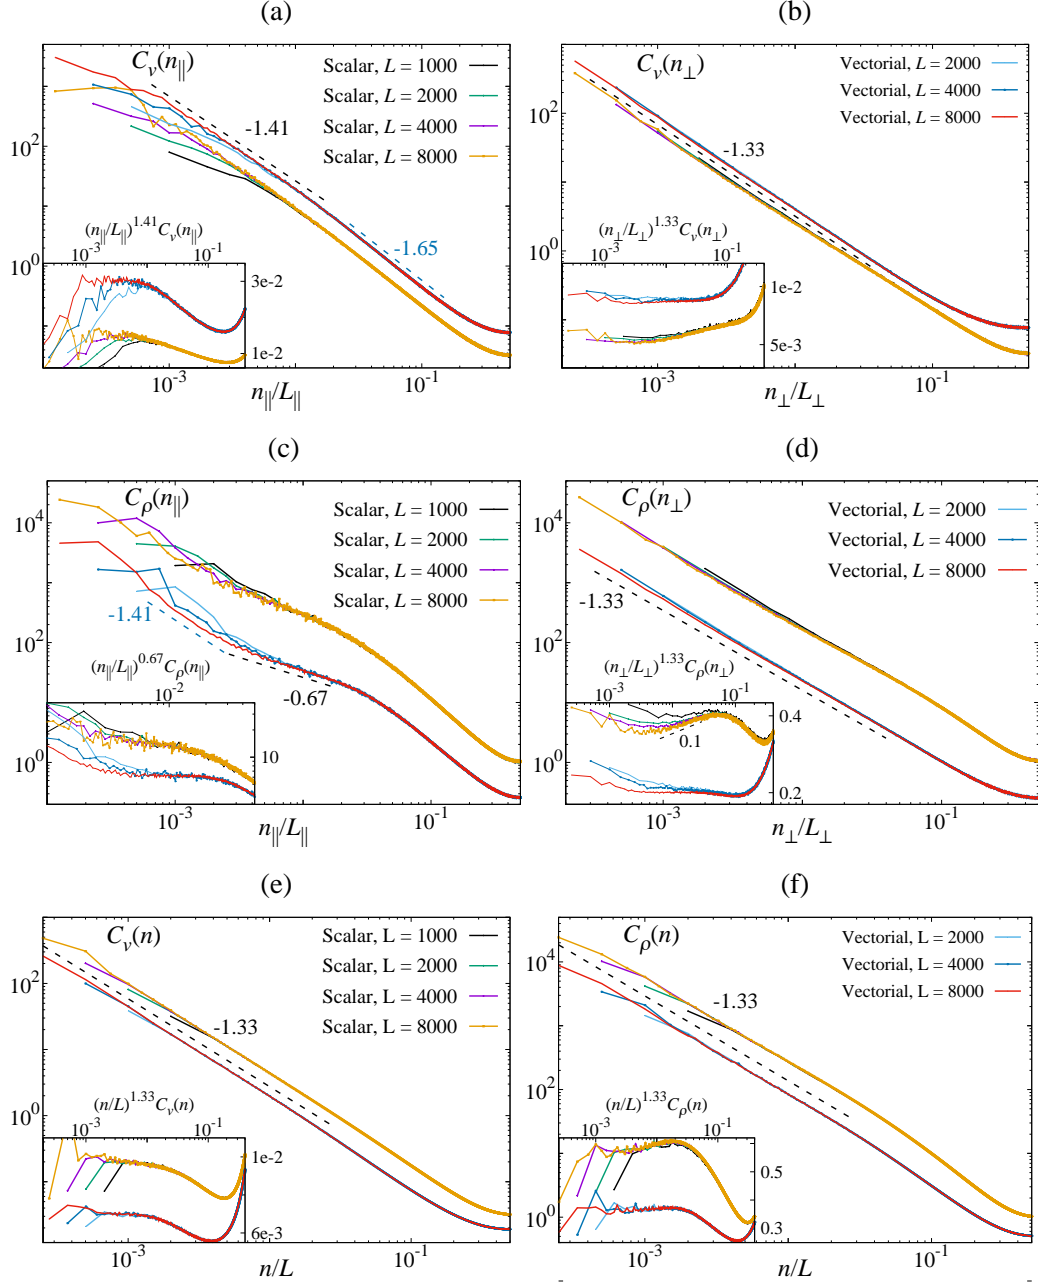 (a)
C_v(n_∥)
Scalar, L = 1000
Scalar, L = 2000
Scalar, L = 4000
Scalar, L = 8000
-1.41
-1.65
10^2
10^0
(n_∥/L_∥)^1.41 C_v(n_∥)
10^-3 10^-1
3e-2
1e-2
10^-3 10^-1
n_∥/L_∥
(b)
C_v(n_⊥)
Vectorial, L = 2000
Vectorial, L = 4000
Vectorial, L = 8000
-1.33
10^2
10^0
(n_⊥/L_⊥)^1.33 C_v(n_⊥)
10^-3 10^-1
1e-2
5e-3
10^-3 10^-1
n_⊥/L_⊥
(c)
C_ρ(n_∥)
Scalar, L = 1000
Scalar, L = 2000
Scalar, L = 4000
Scalar, L = 8000
10^4
10^2
10^0
-1.41
-0.67
(n_∥/L_∥)^0.67 C_ρ(n_∥)
10^-2
10
10^-3 10^-1
n_∥/L_∥
(d)
C_ρ(n_⊥)
Vectorial, L = 2000
Vectorial, L = 4000
Vectorial, L = 8000
10^4
10^2
10^0
-1.33
(n_⊥/L_⊥)^1.33 C_ρ(n_⊥)
10^-3 10^-1
0.4
0.1
0.2
10^-3 10^-1
n_⊥/L_⊥
(e)
C_v(n)
Scalar, L = 1000
Scalar, L = 2000
Scalar, L = 4000
Scalar, L = 8000
10^2
10^0
-1.33
(n/L)^1.33 C_v(n)
10^-3 10^-1
1e-2
6e-3
10^-3 10^-1
n/L
(f)
C_ρ(n)
Vectorial, L = 2000
Vectorial, L = 4000
Vectorial, L = 8000
10^4
10^2
10^0
-1.33
(n/L)^1.33 C_ρ(n)
10^-3 10^-1
0.5
0.3
10^-3 10^-1
n/L